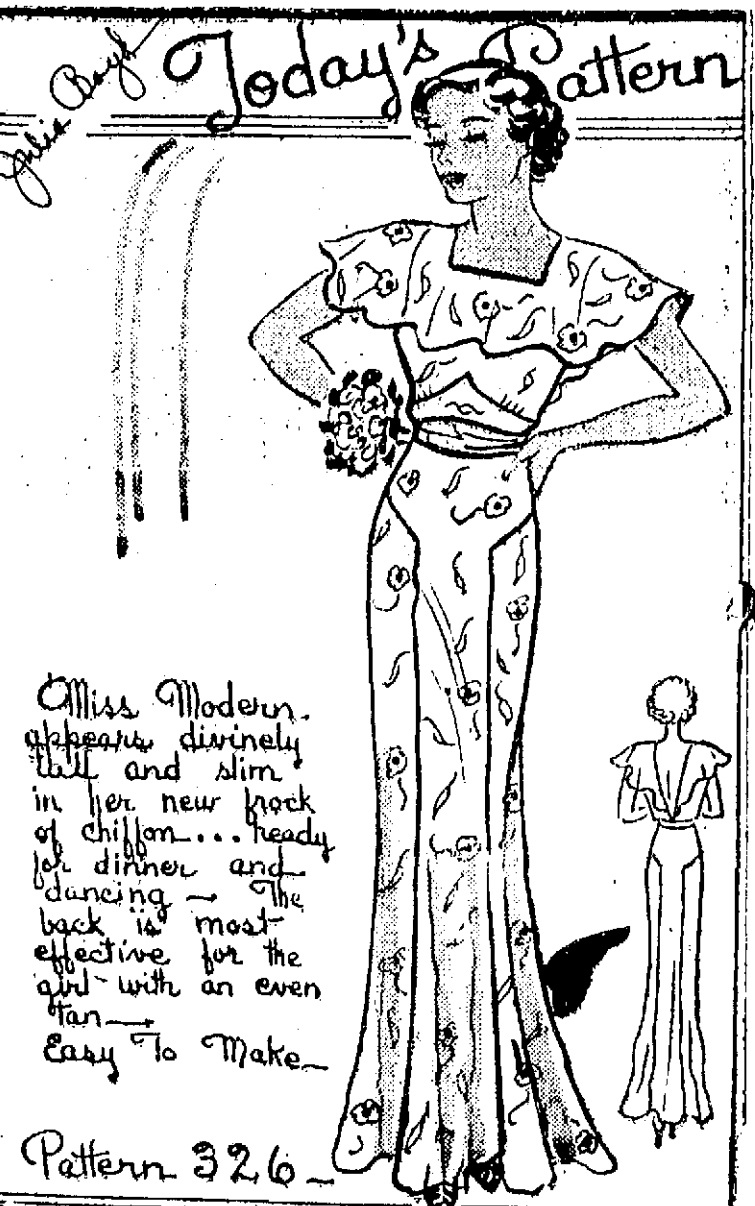 Julia Boyd
Today's Pattern
Miss Modern
appears divinely
tall and slim
in her new frock
of chiffon... Ready
for dinner and
dancing — The
back is most
effective for the
girl with an even
tan —
Easy To Make —
Pattern 326 —